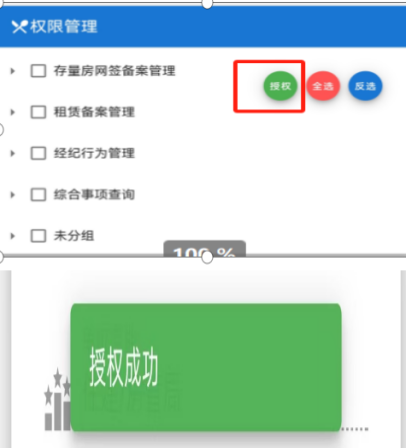 权限管理
存量房网签备案管理
授权 全选 反选
租赁备案管理
经纪行为管理
综合事项查询
未分组
100 %
授权成功